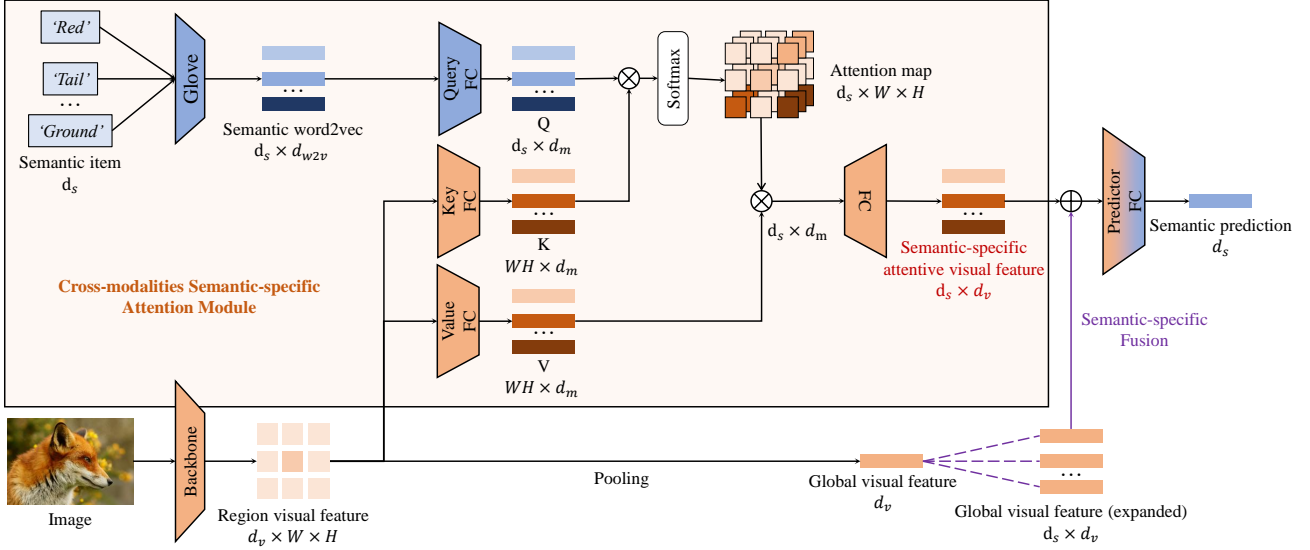 ‘Red’
‘Tail’
…
‘Ground’
Semantic item
d_s
Glove
…
Semantic word2vec
d_s × d_{w2v}
Query
FC
…
Q
d_s × d_m
Softmax
Attention map
d_s × W × H
Key
FC
…
K
WH × d_m
Value
FC
…
V
WH × d_m
d_s × d_m
FC
…
Semantic-specific
attentive visual feature
d_s × d_v
Predictor
FC
Semantic prediction
d_s
Cross-modalities Semantic-specific
Attention Module
Semantic-specific
Fusion
Image
Backbone
Region visual feature
d_v × W × H
Pooling
Global visual feature
d_v
…
Global visual feature (expanded)
d_s × d_v